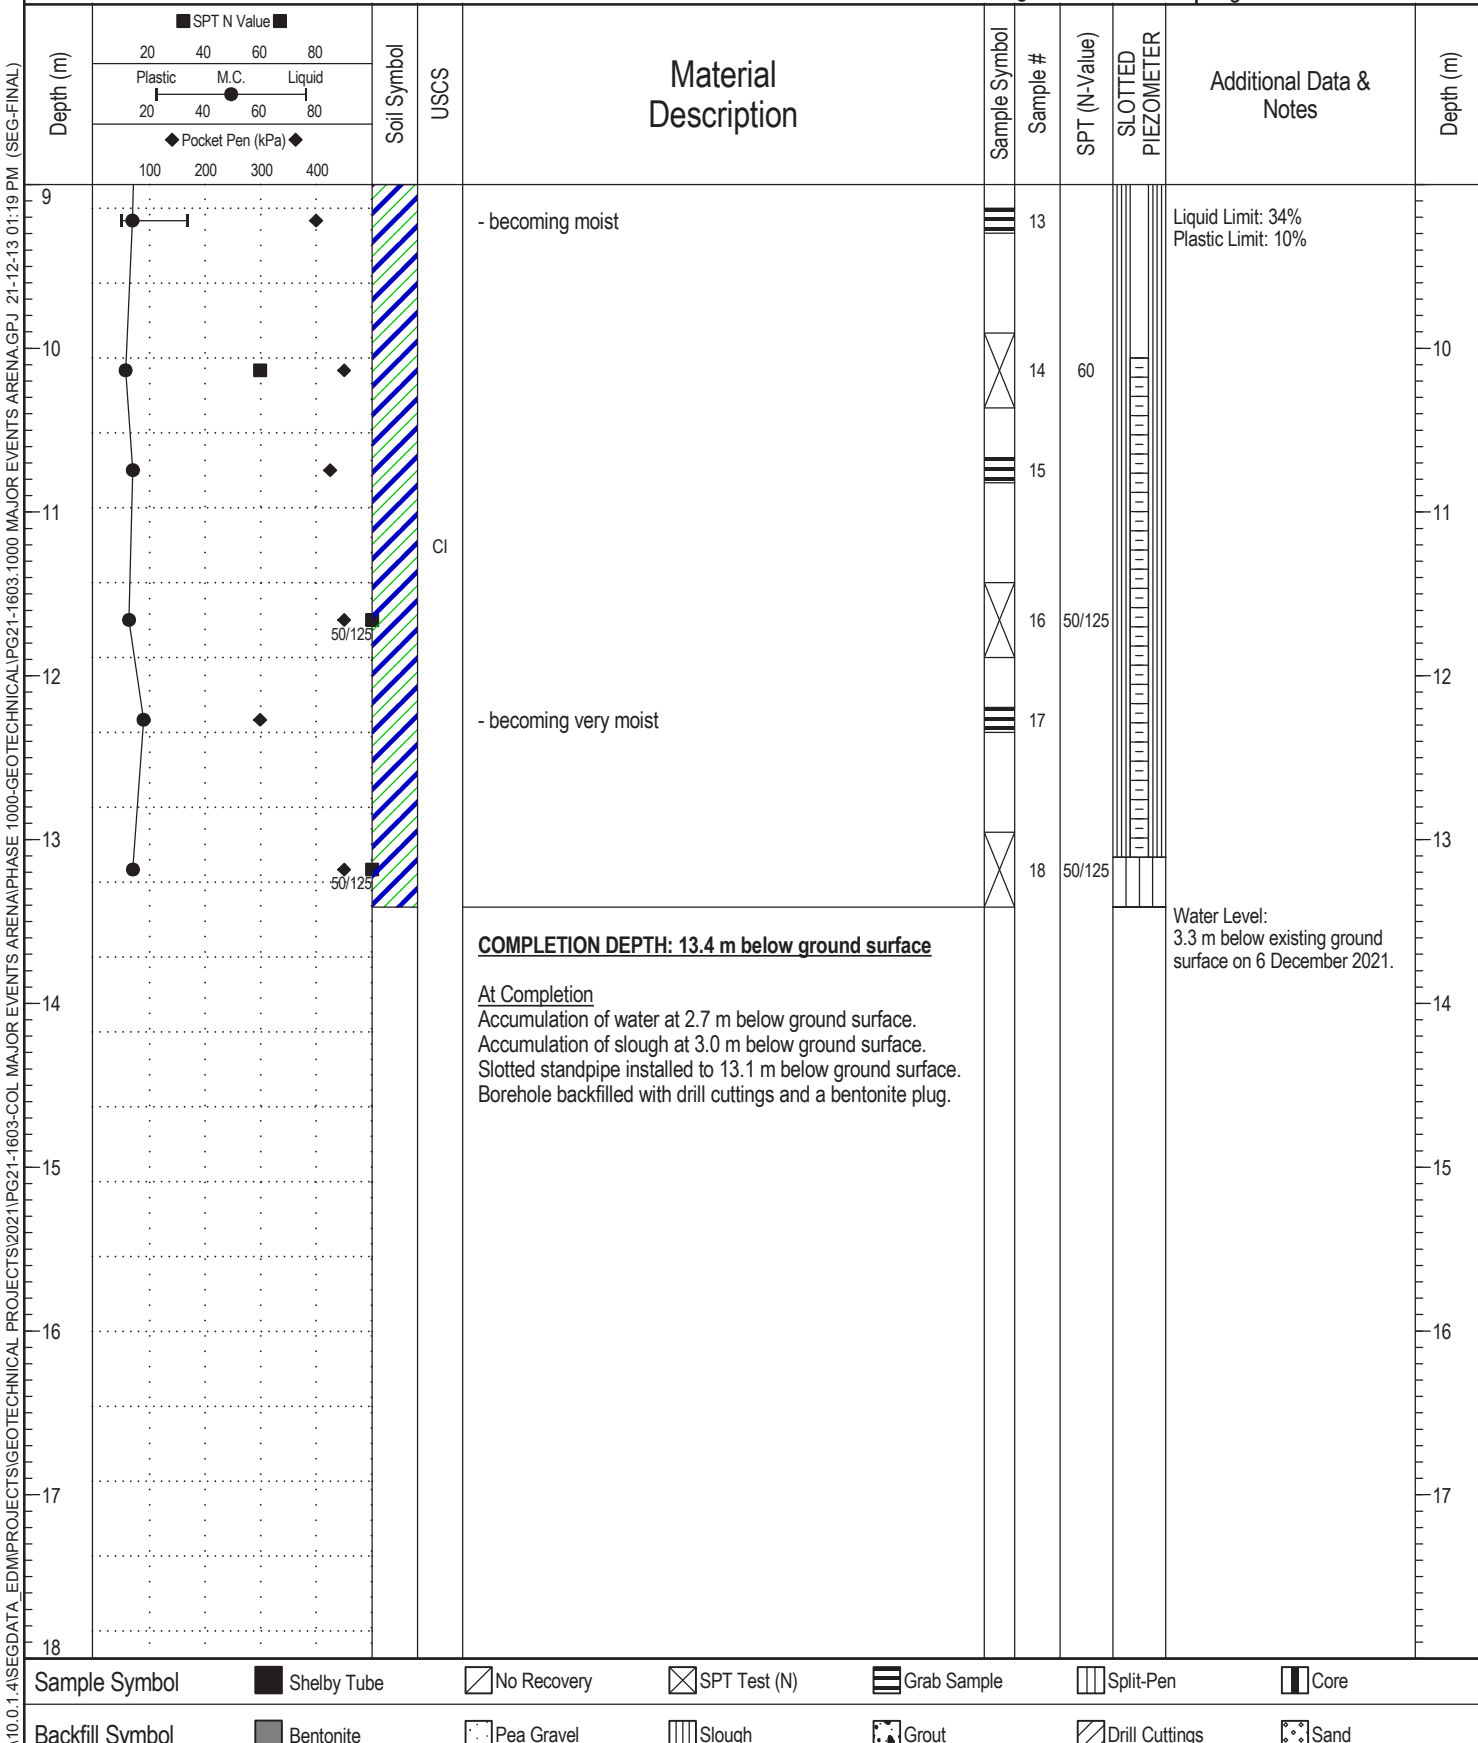 SPT N Value
20 40 60 80
Plastic M.C. Liquid
20 40 60 80
Pocket Pen (kPa)
100 200 300 400
Depth (m)
Soil Symbol
USCS
Material
Description
Sample Symbol
Sample #
SPT (N-Value)
SLOTTED
PIEZOMETER
Additional Data &
Notes
Depth (m)
9
- becoming moist
13
Liquid Limit: 34%
Plastic Limit: 10%
10
10
14 60
15
11
11
CI
50/125
16 50/125
12
12
- becoming very moist
17
13
13
50/125
18 50/125
Water Level:
3.3 m below existing ground
surface on 6 December 2021.
COMPLETION DEPTH: 13.4 m below ground surface
At Completion
Accumulation of water at 2.7 m below ground surface.
Accumulation of slough at 3.0 m below ground surface.
Slotted standpipe installed to 13.1 m below ground surface.
Borehole backfilled with drill cuttings and a bentonite plug.
14
14
15
15
16
16
17
17
18
Sample Symbol Shelby Tube No Recovery SPT Test (N) Grab Sample Split-Pen Core
Backfill Symbol Bentonite Pea Gravel Slough Grout Drill Cuttings Sand
\10.0.1.4\SEGDATA_EDM\PROJECTS\GEOTECHNICAL PROJECTS\2021\PG21-1603-COL MAJOR EVENTS ARENA\PHASE 1000-GEOTECHNICAL\PG21-1603.1000 MAJOR EVENTS ARENA.GPJ 21-12-13 01:19 PM (SEG-FINAL)